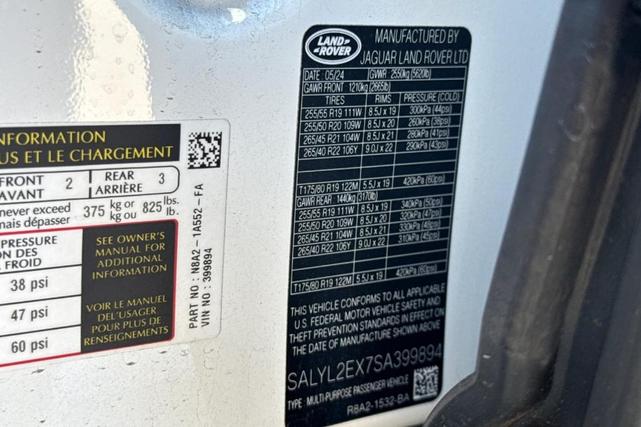 INFORMATION
US ET LE CHARGEMENT
FRONT
AVANT 2
REAR
ARRIÈRE 3
never exceed
mais dépasser 375 kg or
kg ou 825 lbs.
lb.
PRESSURE
ON DES
FROID
38 psi
47 psi
60 psi
SEE OWNER'S
MANUAL FOR
ADDITIONAL
INFORMATION
VOIR LE MANUEL
DEL'USAGER
POUR PLUS DE
RENSEIGNEMENTS
PART NO: N8A2-1A552-FA
VIN NO: 399894
LAND-
ROVER
MANUFACTURED BY
JAGUAR LAND ROVER LTD
DATE: 05/24 GVWR 2550kg (5620lb)
GAWR FRONT 1210kg (2665lb)
TIRES RIMS PRESSURE (COLD)
255/55 R19 111W 8.5J x 19 300kPa (44psi)
255/50 R20 109W 8.5J x 20 260kPa (38psi)
265/45 R21 104W 8.5J x 21 280kPa (41psi)
265/40 R22 106Y 9.0J x 22 290kPa (43psi)
T175/80 R19 122M 5.5J x 19 420kPa (60psi)
GAWR REAR 1440kg (3170lb)
255/55 R19 111W 8.5J x 19 340kPa (50psi)
255/50 R20 109W 8.5J x 20 320kPa (47psi)
265/45 R21 104W 8.5J x 21 330kPa (48psi)
265/40 R22 106Y 9.0J x 22 310kPa (45psi)
T175/80 R19 122M 5.5J x 19 420kPa (60psi)
THIS VEHICLE CONFORMS TO ALL APPLICABLE
U.S. FEDERAL MOTOR VEHICLE SAFETY AND
THEFT PREVENTION STANDARDS IN EFFECT ON
THE DATE OF MANUFACTURE SHOWN ABOVE.
SALYL2EX7SA399894
TYPE MULTI-PURPOSE PASSENGER VEHICLE
R8A2-1532-BA